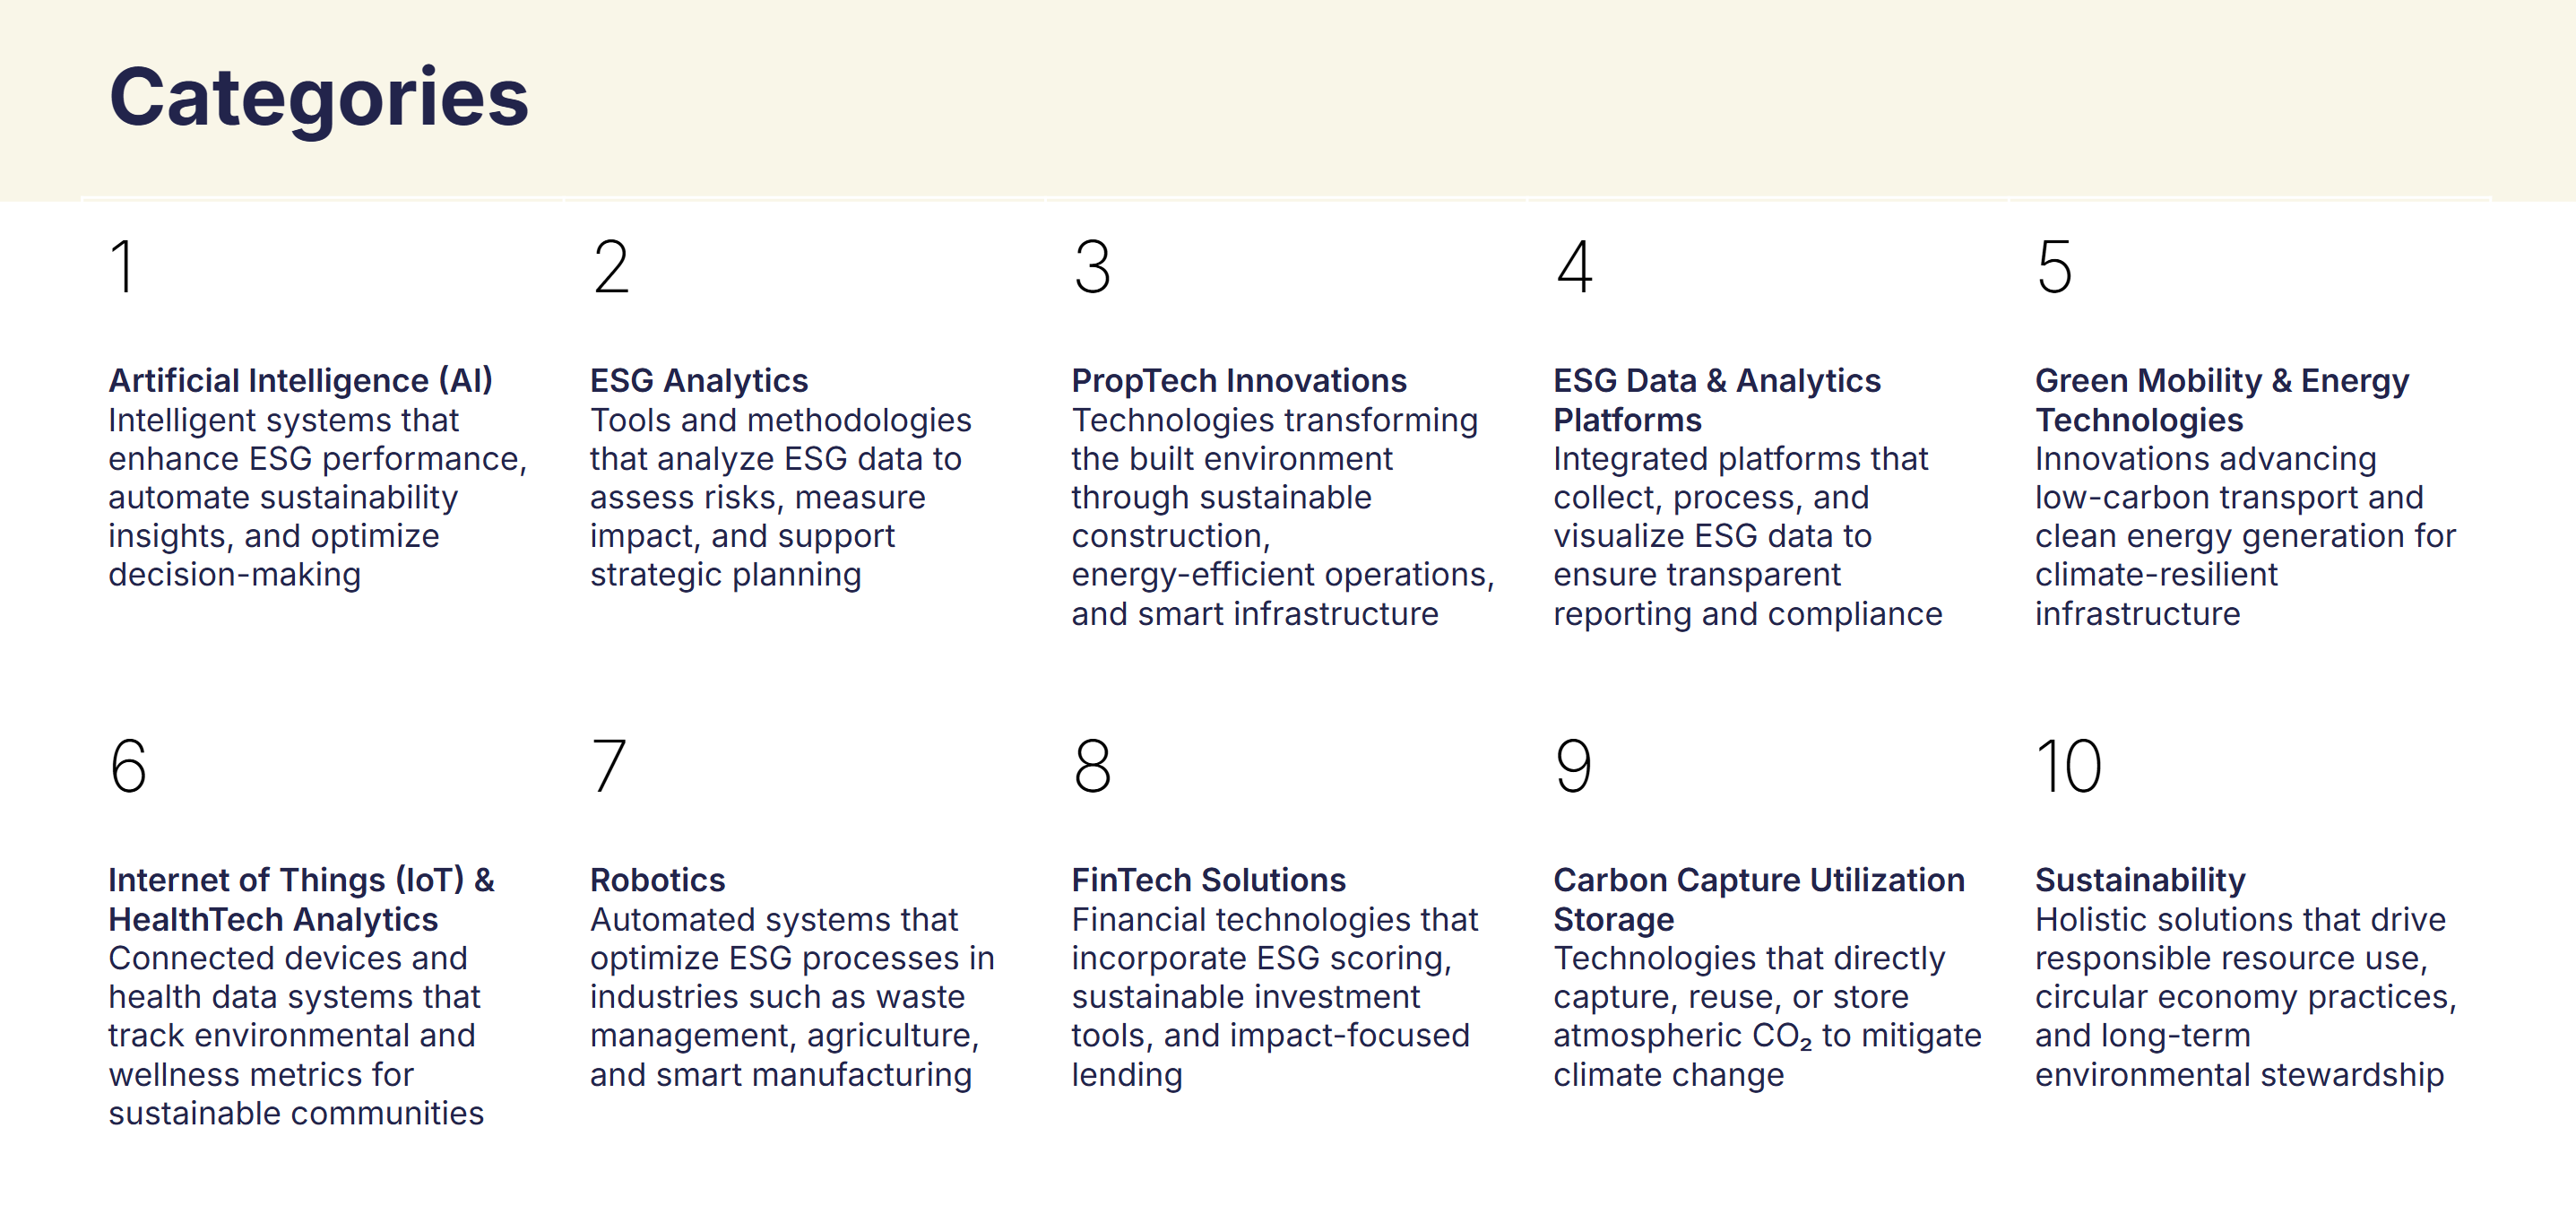 Categories
1
Artificial Intelligence (AI)
Intelligent systems that
enhance ESG performance,
automate sustainability
insights, and optimize
decision-making
2
ESG Analytics
Tools and methodologies
that analyze ESG data to
assess risks, measure
impact, and support
strategic planning
3
PropTech Innovations
Technologies transforming
the built environment
through sustainable
construction,
energy-efficient operations,
and smart infrastructure
4
ESG Data & Analytics
Platforms
Integrated platforms that
collect, process, and
visualize ESG data to
ensure transparent
reporting and compliance
5
Green Mobility & Energy
Technologies
Innovations advancing
low-carbon transport and
clean energy generation for
climate-resilient
infrastructure
6
Internet of Things (IoT) &
HealthTech Analytics
Connected devices and
health data systems that
track environmental and
wellness metrics for
sustainable communities
7
Robotics
Automated systems that
optimize ESG processes in
industries such as waste
management, agriculture,
and smart manufacturing
8
FinTech Solutions
Financial technologies that
incorporate ESG scoring,
sustainable investment
tools, and impact-focused
lending
9
Carbon Capture Utilization
Storage
Technologies that directly
capture, reuse, or store
atmospheric CO₂ to mitigate
climate change
10
Sustainability
Holistic solutions that drive
responsible resource use,
circular economy practices,
and long-term
environmental stewardship